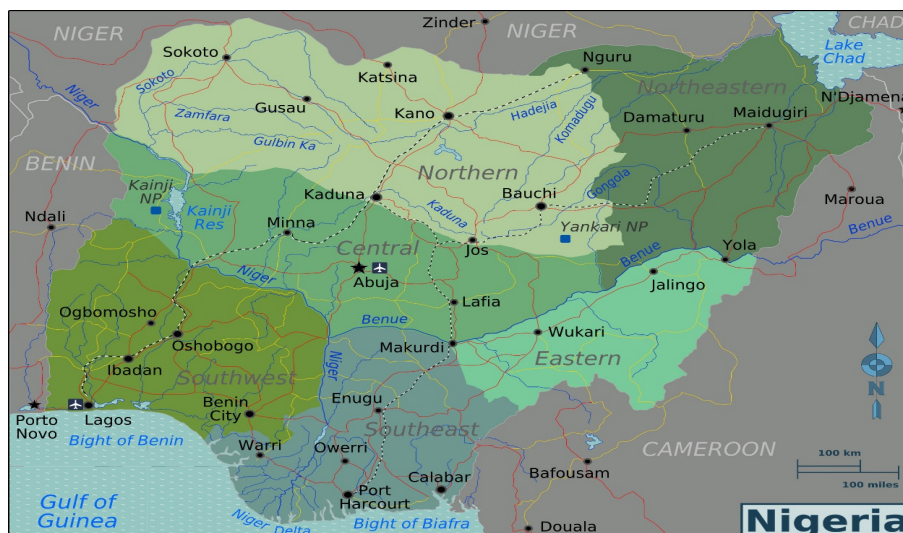 NIGER
Zinder
NIGER
CHAD
Lake
Chad
Sokoto
Katsina
Nguru
Northeastern
Sokoto
Niger
Gusau
Zamfara
Kano
Hadejia
Komadugu
Damaturu
Maidugiri
N'Djamena
Gulbin Ka
BENIN
Kainji
NP
Northern
Bauchi
Gongola
Maroua
Kaduna
Kainji
Res
Ndali
Minna
Kaduna
Jos
Yankari NP
Central
Abuja
Niger
Benue
Yola
Benue
Jalingo
Lafia
Ogbomosho
Benue
Wukari
Oshobogo
Makurdi
Eastern
Ibadan
Niger
Southwest
N
Porto
Novo
Lagos
Benin
City
Enugu
Southeast
Bight of Benin
Warri
Owerri
CAMEROON
Bafousam
100 km
100 miles
Calabar
Port
Harcourt
Gulf of
Guinea
Niger
Delta
Bight of Biafra
Douala
Nigeria